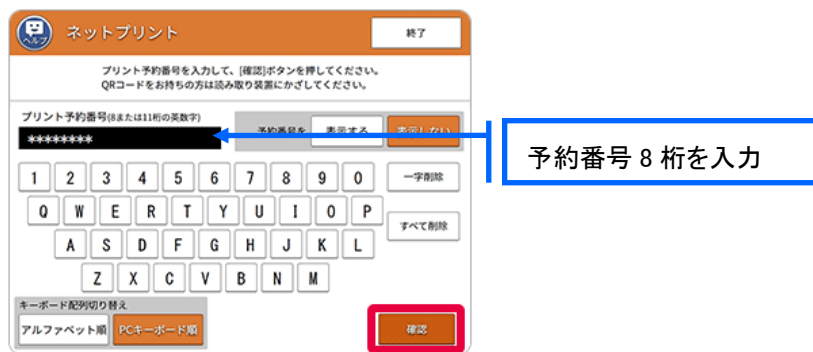 ヘルプ
ネットプリント
終了
プリント予約番号を入力して、[確認]ボタンを押してください。
QRコードをお持ちの方は読み取り装置にかざしてください。
プリント予約番号(8または11桁の英数字)
********
予約番号を
表示する
表示しない
予約番号 8 桁を入力
1 2 3 4 5 6 7 8 9 0
一字削除
Q W E R T Y U I O P
すべて削除
A S D F G H J K L
Z X C V B N M
キーボード配列切り替え
アルファベット順
PCキーボード順
確認